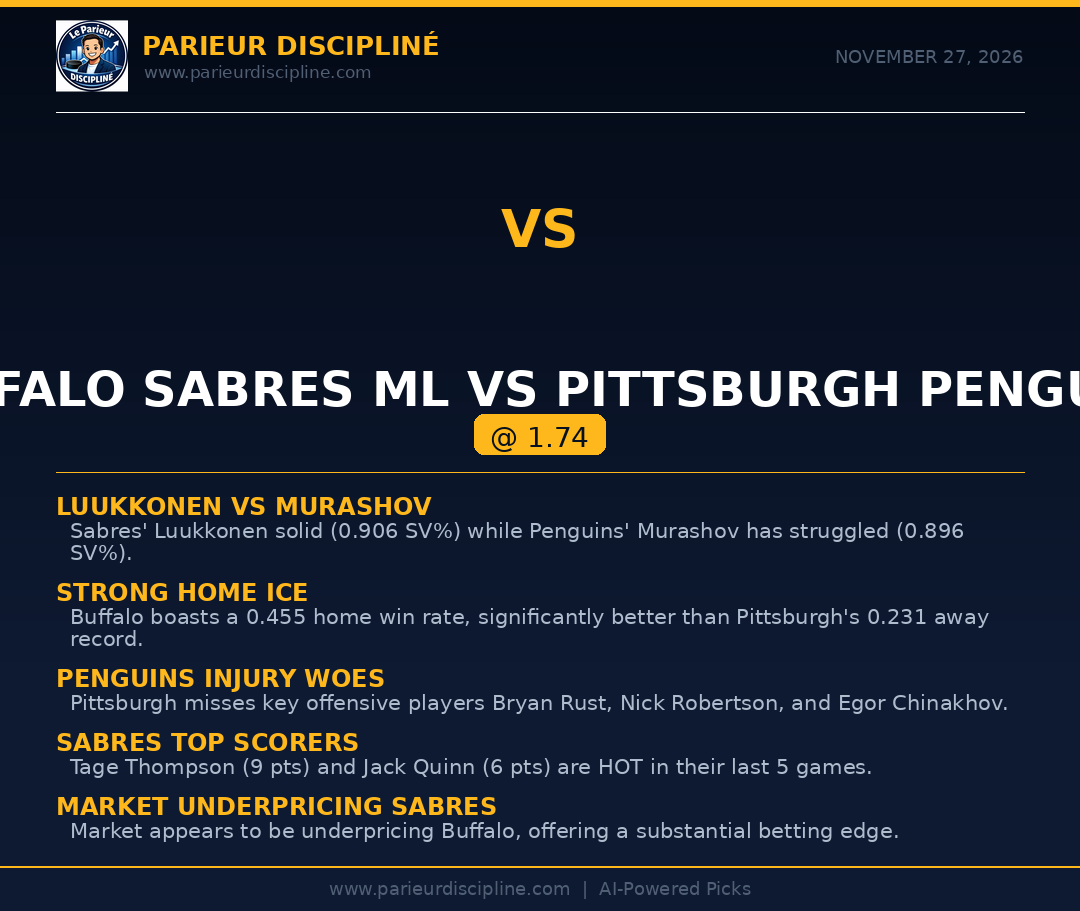 Le Parieur
DISCIPLINÉ
PARIEUR DISCIPLINÉ
www.parieurdiscipline.com
NOVEMBER 27, 2026
VS
FALO SABRES ML VS PITTSBURGH PENGU
@ 1.74
LUUKKONEN VS MURASHOV
Sabres' Luukkonen solid (0.906 SV%) while Penguins' Murashov has struggled (0.896
SV%).
STRONG HOME ICE
Buffalo boasts a 0.455 home win rate, significantly better than Pittsburgh's 0.231 away
record.
PENGUINS INJURY WOES
Pittsburgh misses key offensive players Bryan Rust, Nick Robertson, and Egor Chinakhov.
SABRES TOP SCORERS
Tage Thompson (9 pts) and Jack Quinn (6 pts) are HOT in their last 5 games.
MARKET UNDERPRICING SABRES
Market appears to be underpricing Buffalo, offering a substantial betting edge.
www.parieurdiscipline.com | AI-Powered Picks